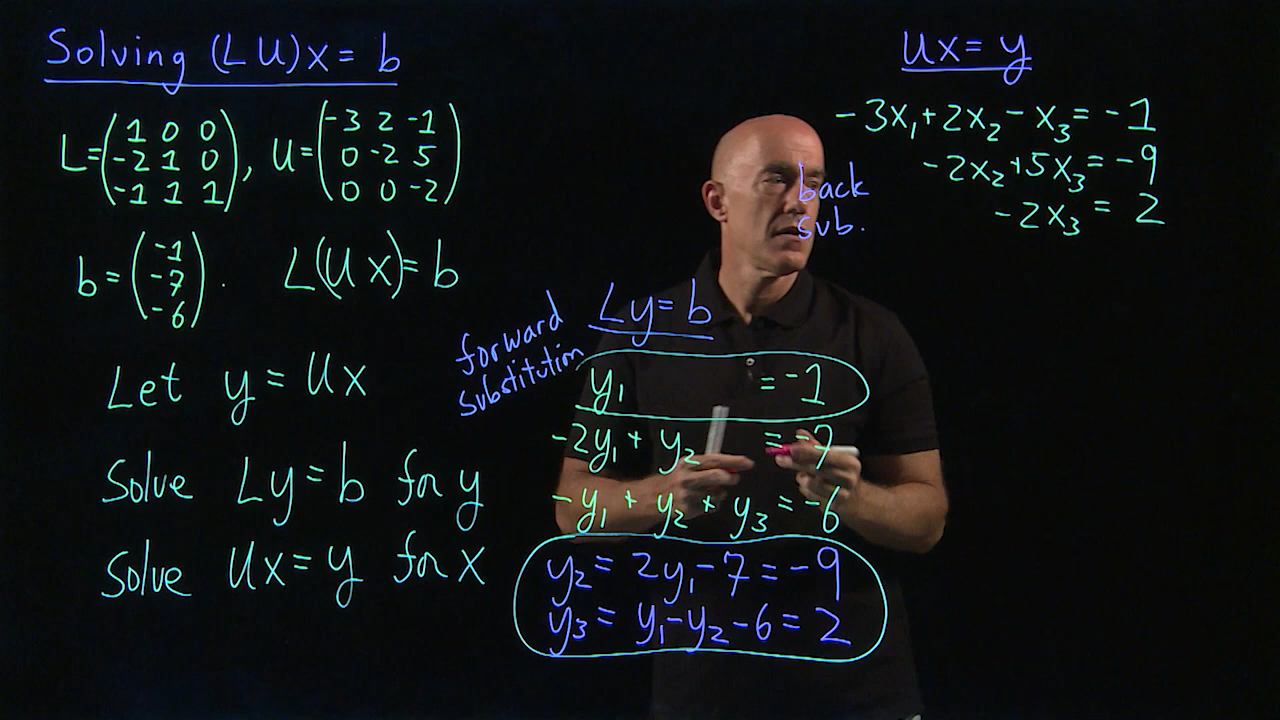 Solving (LU)x = b
L = (1 0 0
-2 1 0
-1 1 1), U = (-3 2 -1
0 -2 5
0 0 -2)
b = (-1
-7
-6). L(Ux) = b
Let y = Ux
Solve Ly = b for y
Solve Ux = y for x
forward
substitution
Ly = b
y₁ = -1
-2y₁ + y₂ = -7
-y₁ + y₂ + y₃ = -6
y₂ = 2y₁ - 7 = -9
y₃ = y₁ - y₂ - 6 = 2
back
sub.
Ux = y
-3x₁ + 2x₂ - x₃ = -1
-2x₂ + 5x₃ = -9
-2x₃ = 2